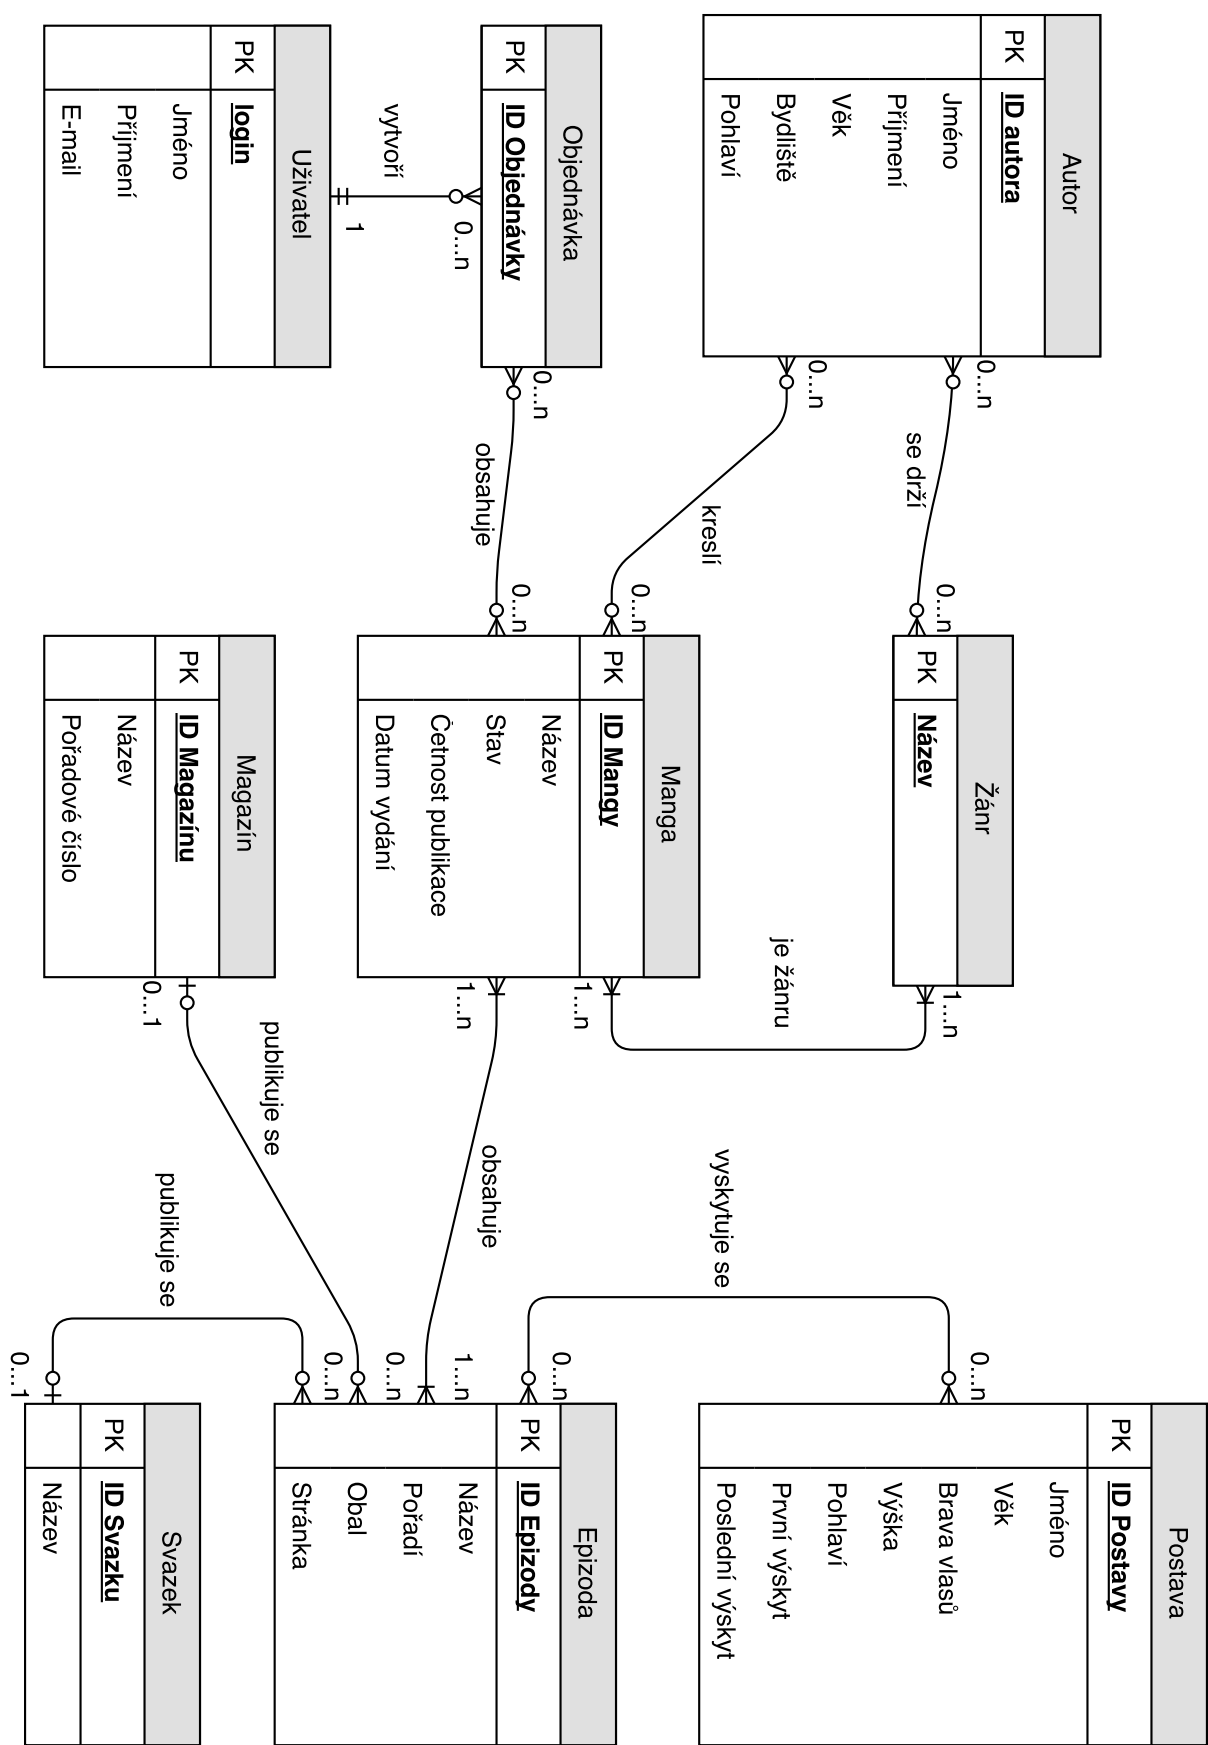 Autor
PK
ID autora
Jméno
Příjmení
Věk
Bydliště
Pohlaví
0...n
se drží
0...n
0...n
kreslí
0...n
Žánr
PK
Název
1...n
je žánru
1...n
Postava
PK
ID Postavy
Jméno
Věk
Brava vlasů
Výška
Pohlaví
První výskyt
Poslední výskyt
0...n
vyskytuje se
0...n
Objednávka
PK
ID Objednávky
0...n
obsahuje
0...n
0...n
vytvoří
1
Manga
PK
ID Mangy
Název
Stav
Četnost publikace
Datum vydání
1...n
obsahuje
1...n
Epizoda
PK
ID Epizody
Název
Pořadí
Obal
Stránka
0...n
0...n
Uživatel
PK
login
Jméno
Příjmení
E-mail
Magazín
PK
ID Magazínu
Název
Pořadové číslo
0...1
publikuje se
publikuje se
0...1
Svazek
PK
ID Svazku
Název